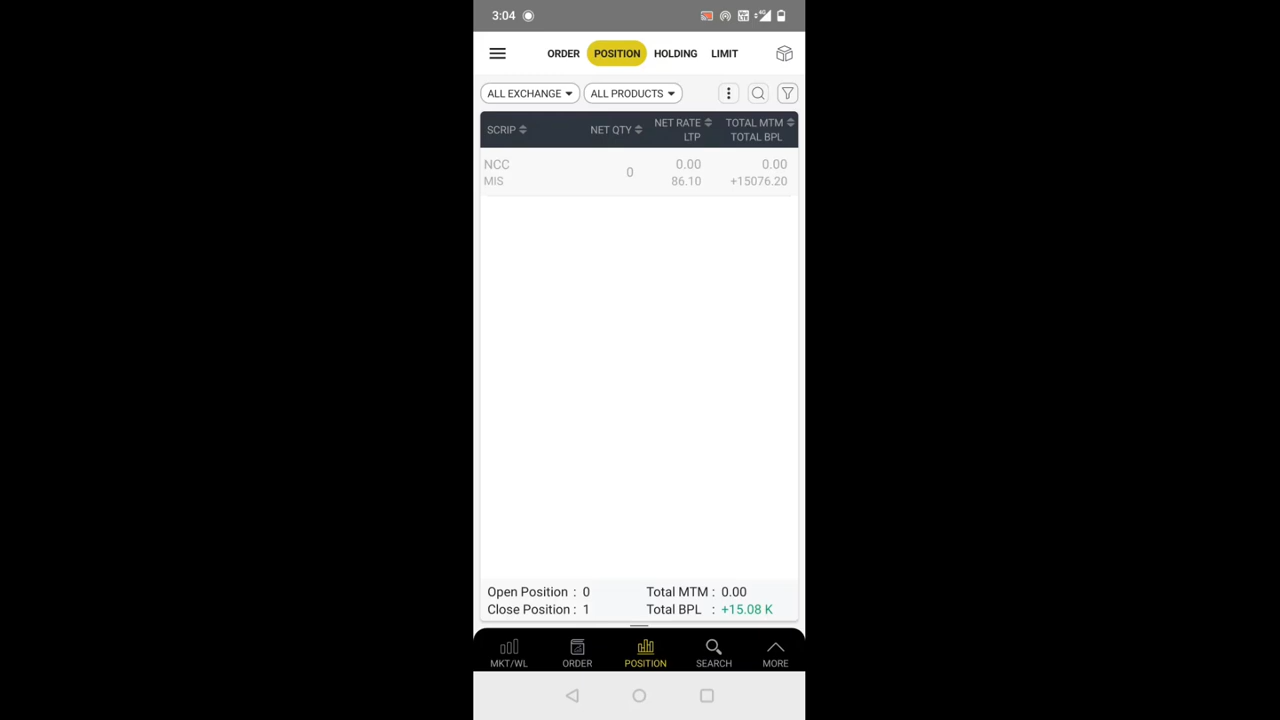 3:04
ORDER POSITION HOLDING LIMIT
ALL EXCHANGE ALL PRODUCTS
SCRIP NET QTY NET RATE LTP TOTAL MTM TOTAL BPL
NCC 0.00 0.00
0
MIS 86.10 +15076.20
Open Position : 0 Total MTM : 0.00
Close Position : 1 Total BPL : +15.08 K
MKT/WL ORDER POSITION SEARCH MORE